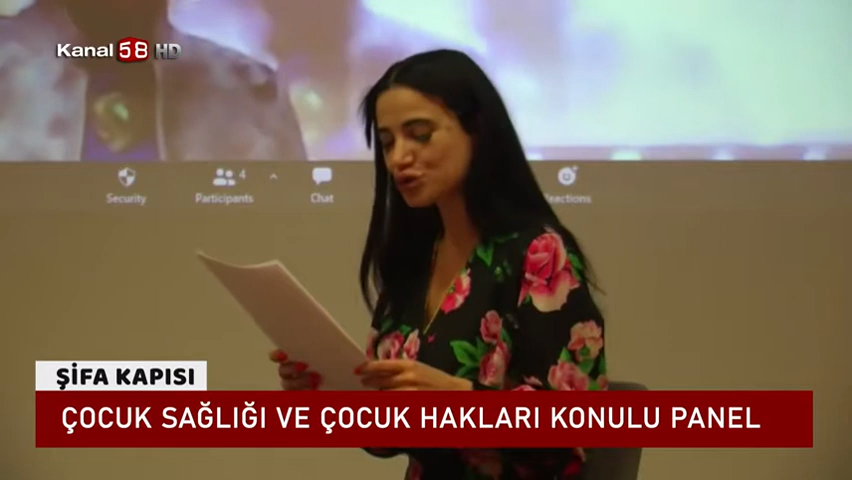 Kanal 58 HD
Security
Participants
4
Chat
Reactions
ŞİFA KAPISI
ÇOCUK SAĞLIĞI VE ÇOCUK HAKLARI KONULU PANEL